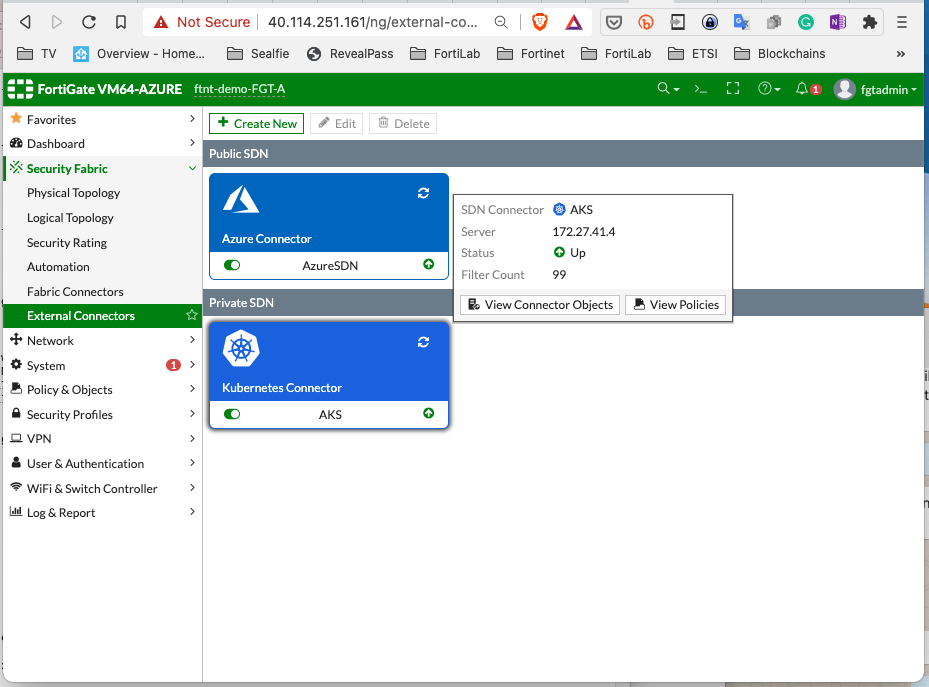 Not Secure 40.114.251.161/ng/external-co...
TV Overview - Home... Sealfie RevealPass FortiLab Fortinet FortiLab ETSI Blockchains »
FortiGate VM64-AZURE ftnt-demo-FGT-A >_ 1 fgtadmin
Favorites
Create New Edit Delete
Dashboard
Public SDN
Security Fabric
Physical Topology
Logical Topology
Security Rating
Automation
Fabric Connectors
External Connectors
Network
System 1
Policy & Objects
Security Profiles
VPN
User & Authentication
WiFi & Switch Controller
Log & Report
Azure Connector
AzureSDN
SDN Connector AKS
Server 172.27.41.4
Status Up
Filter Count 99
View Connector Objects View Policies
Private SDN
Kubernetes Connector
AKS